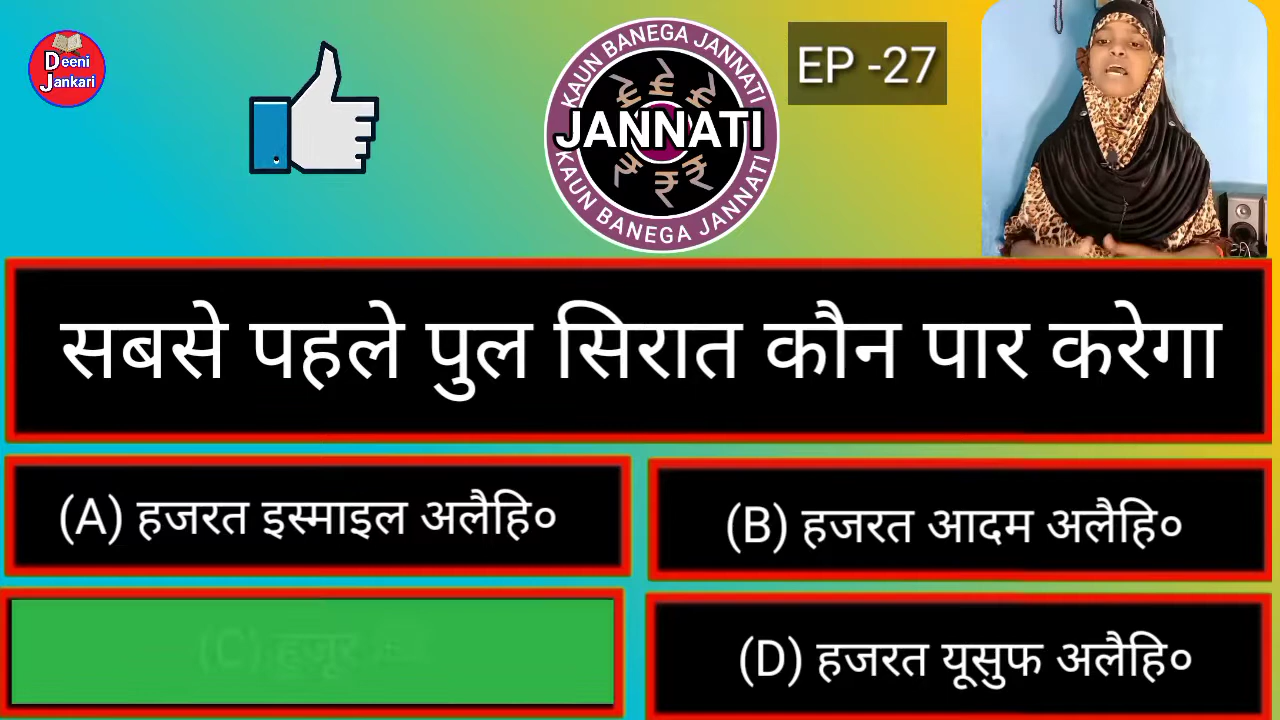 Deeni
Jankari
KAUN BANEGA JANNATI
JANNATI
KAUN BANEGA JANNATI
EP -27
सबसे पहले पुल सिरात कौन पार करेगा
(A) हजरत इस्माइल अलैहि०
(B) हजरत आदम अलैहि०
(C) हूजूर
(D) हजरत यूसुफ अलैहि०